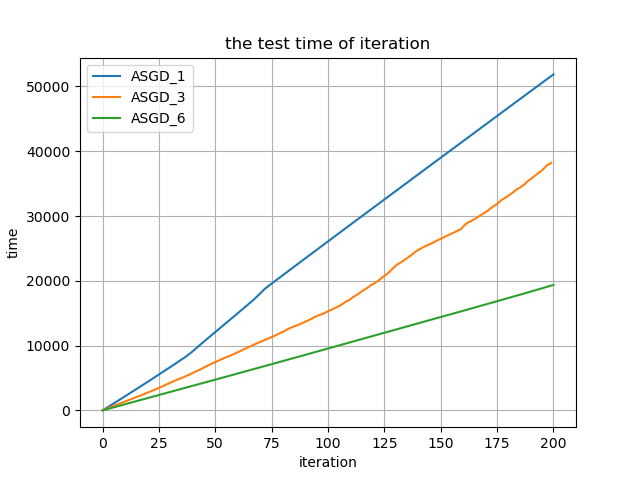 the test time of iteration
ASGD_1
ASGD_3
ASGD_6
50000
40000
30000
20000
10000
0
time
0 25 50 75 100 125 150 175 200
iteration